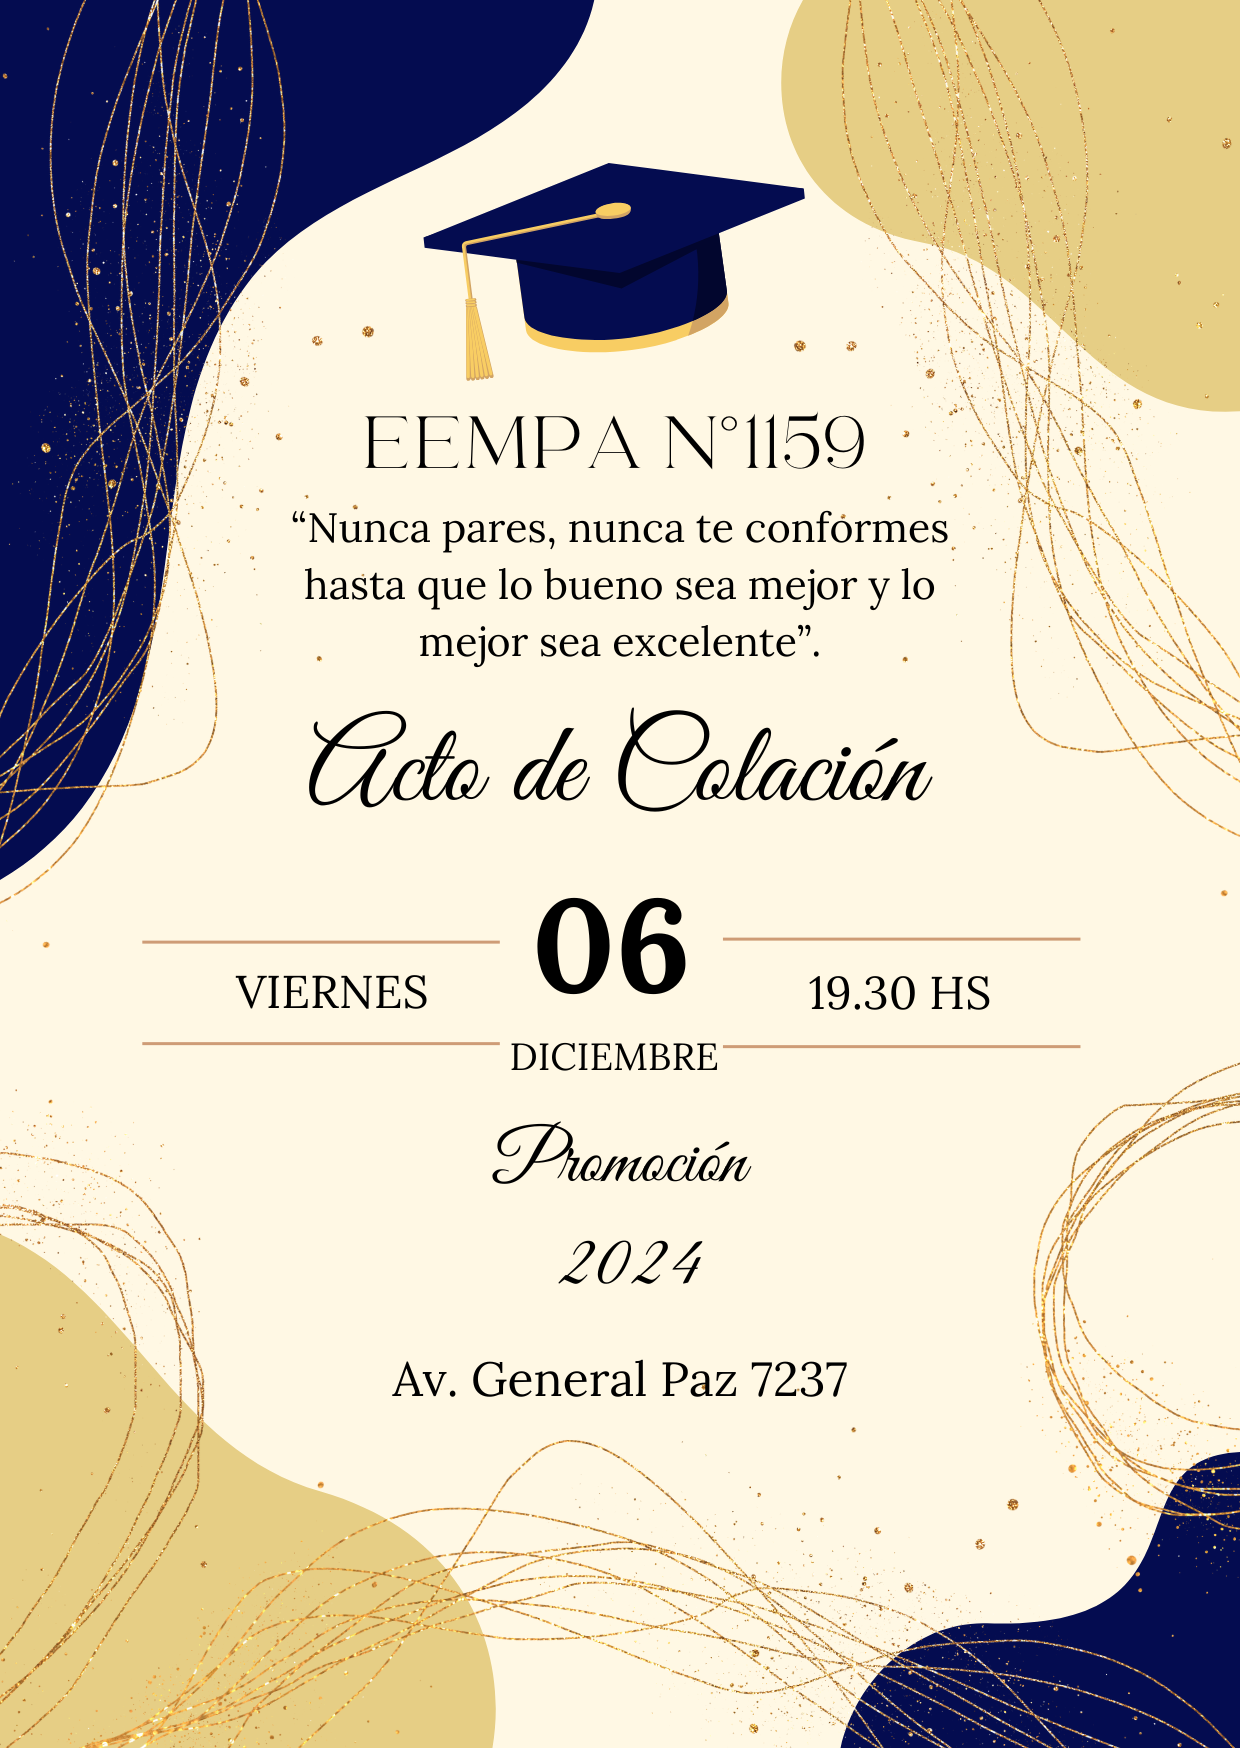 EEMPA N°1159
“Nunca pares, nunca te conformes
hasta que lo bueno sea mejor y lo
mejor sea excelente”.
Acto de Colación
06
VIERNES
19.30 HS
DICIEMBRE
Promoción
2024
Av. General Paz 7237